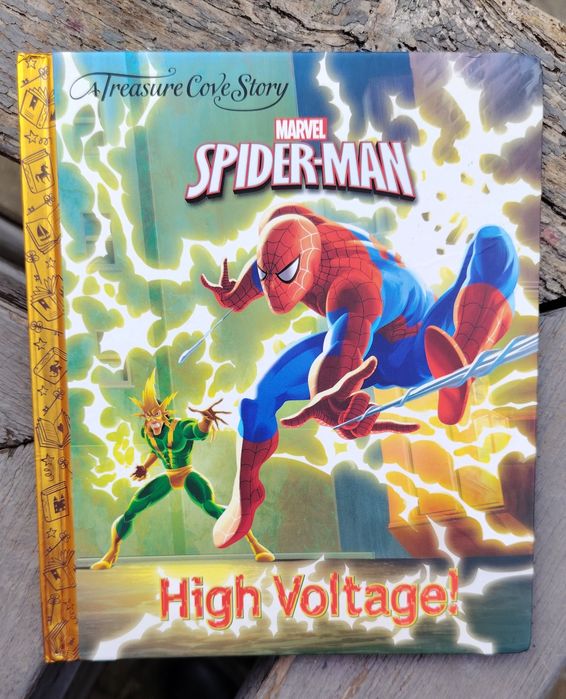 A Treasure Cove Story
MARVEL
SPIDER-MAN
High Voltage!